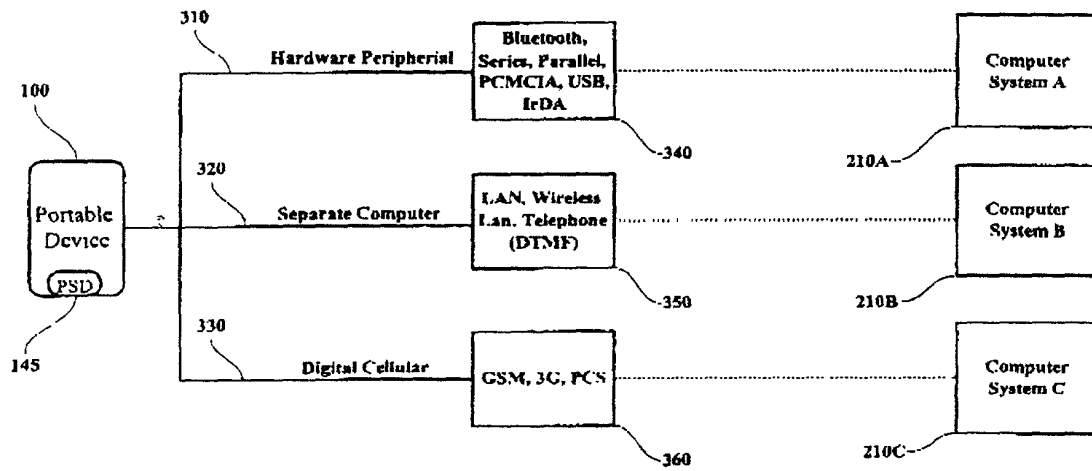 310
Hardware Peripherial
Bluetooth,
Series, Parallel,
PCMCIA, USB,
IrDA
Computer
System A
100
340
210A
Portable
Device
PSD
145
320
Separate Computer
LAN, Wireless
Lan. Telephone
(DTMF)
Computer
System B
350
210B
330
Digital Cellular
GSM, 3G, PCS
Computer
System C
360
210C